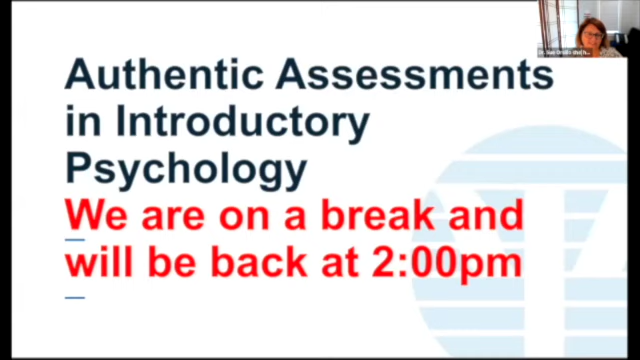 Authentic Assessments
in Introductory
Psychology
We are on a break and
will be back at 2:00pm